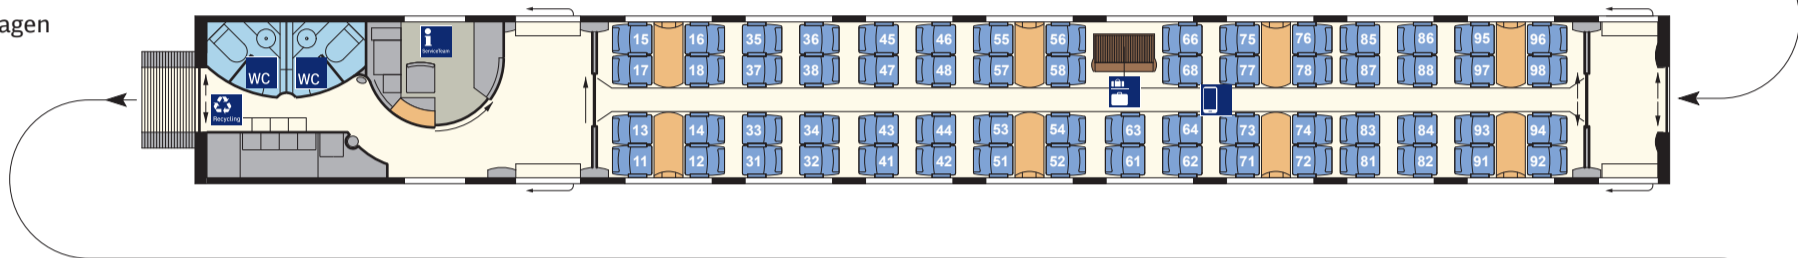 agen
WC WC
i
ServiceTeam
Recycling
15 16 35 36 45 46 55 56 66 75 76 85 86 95 96
17 18 37 38 47 48 57 58 68 77 78 87 88 97 98
13 14 33 34 43 44 53 54 63 64 73 74 83 84 93 94
11 12 31 32 41 42 51 52 61 62 71 72 81 82 91 92